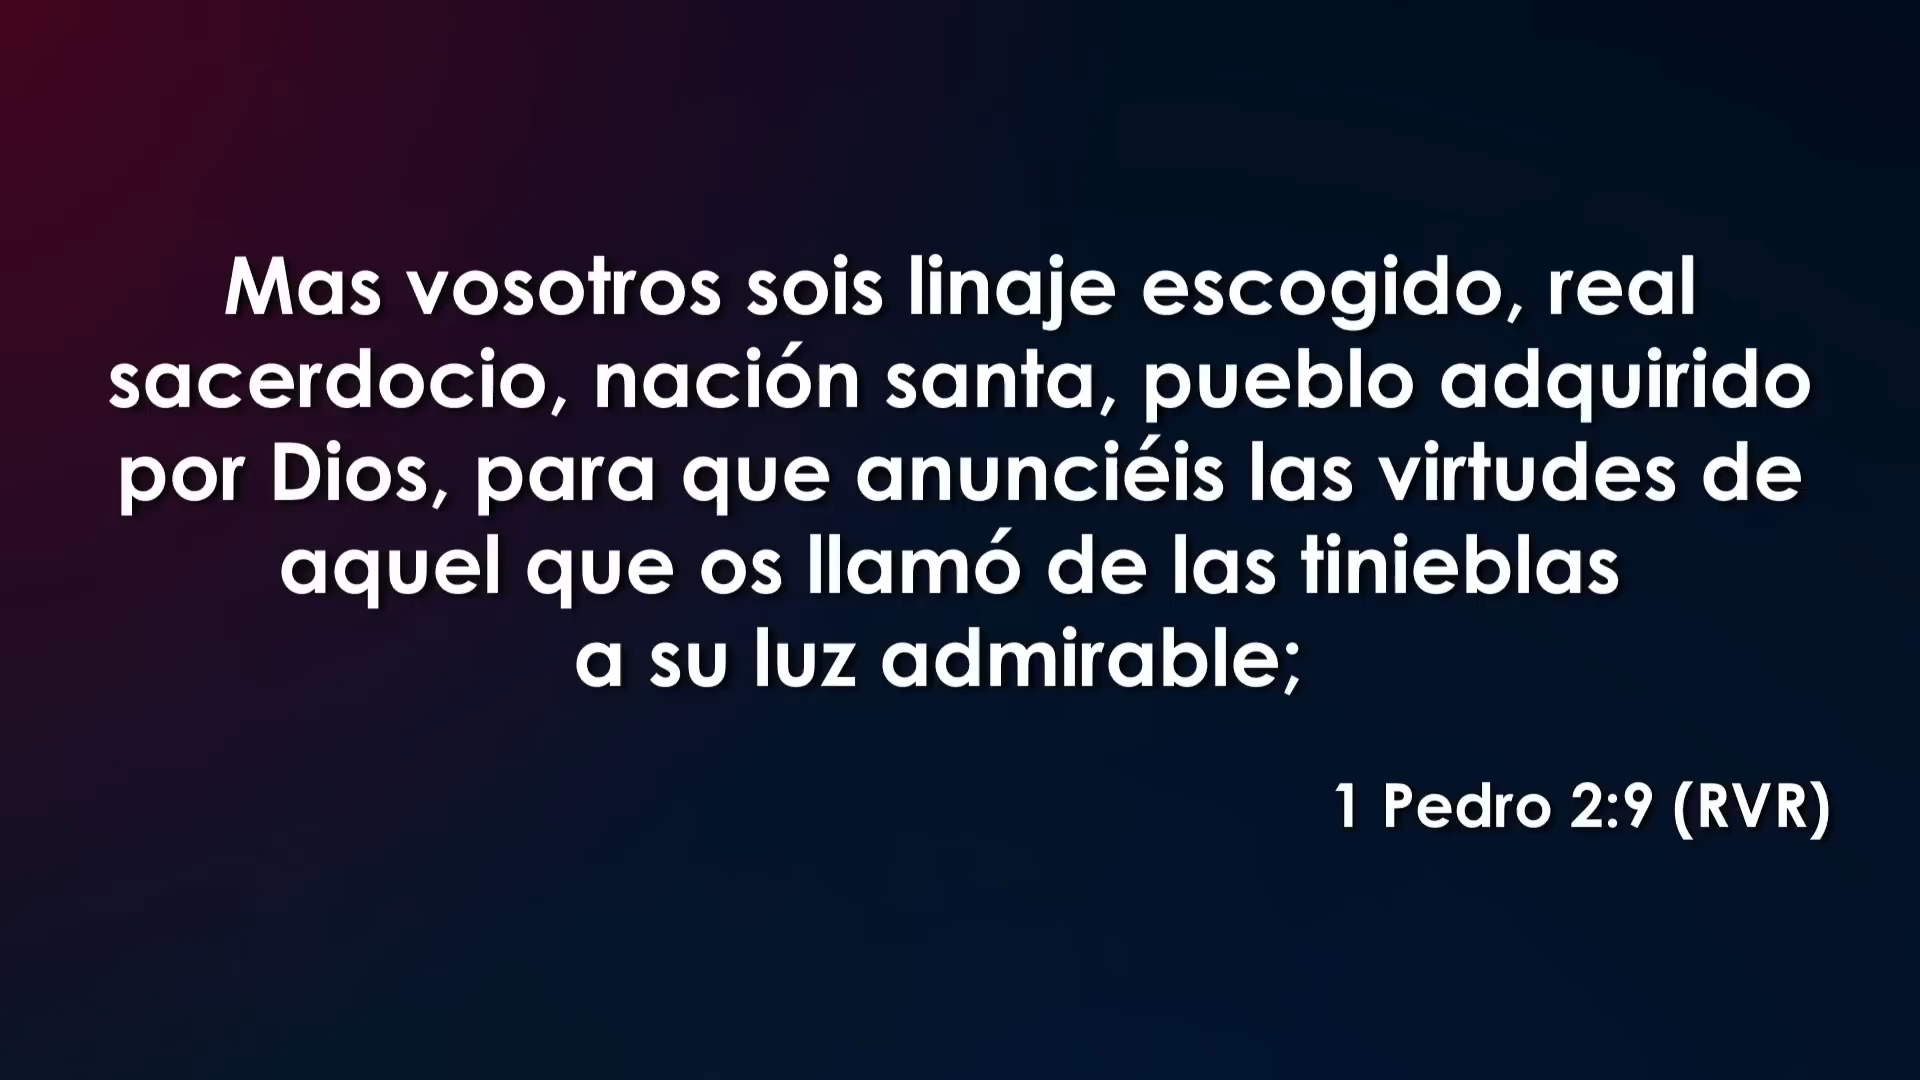 Mas vosotros sois linaje escogido, real
sacerdocio, nación santa, pueblo adquirido
por Dios, para que anunciéis las virtudes de
aquel que os llamó de las tinieblas
a su luz admirable;
1 Pedro 2:9 (RVR)